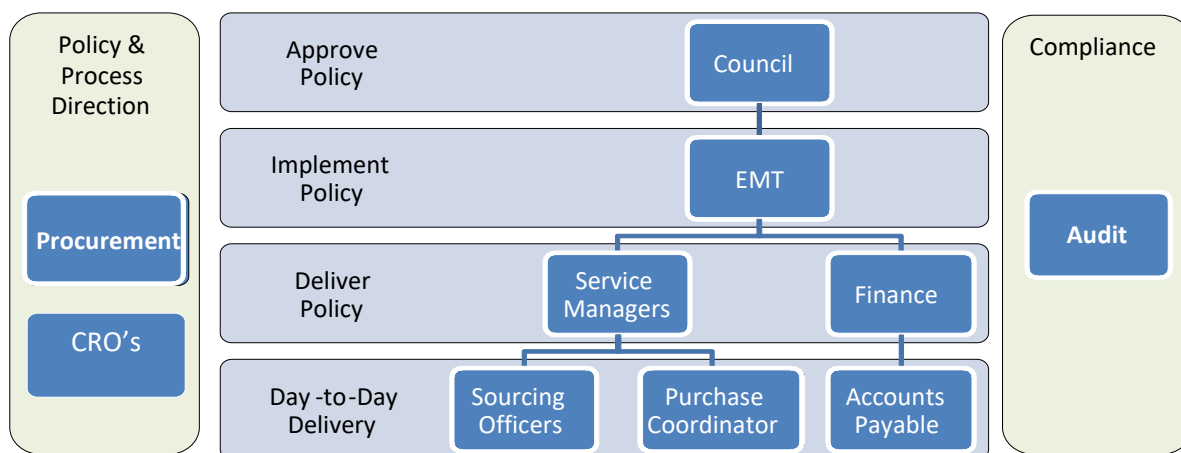 Policy &
Process
Direction
Procurement
CRO's
Approve
Policy
Council
Implement
Policy
EMT
Deliver
Policy
Service
Managers
Finance
Day-to-Day
Delivery
Sourcing
Officers
Purchase
Coordinator
Accounts
Payable
Compliance
Audit